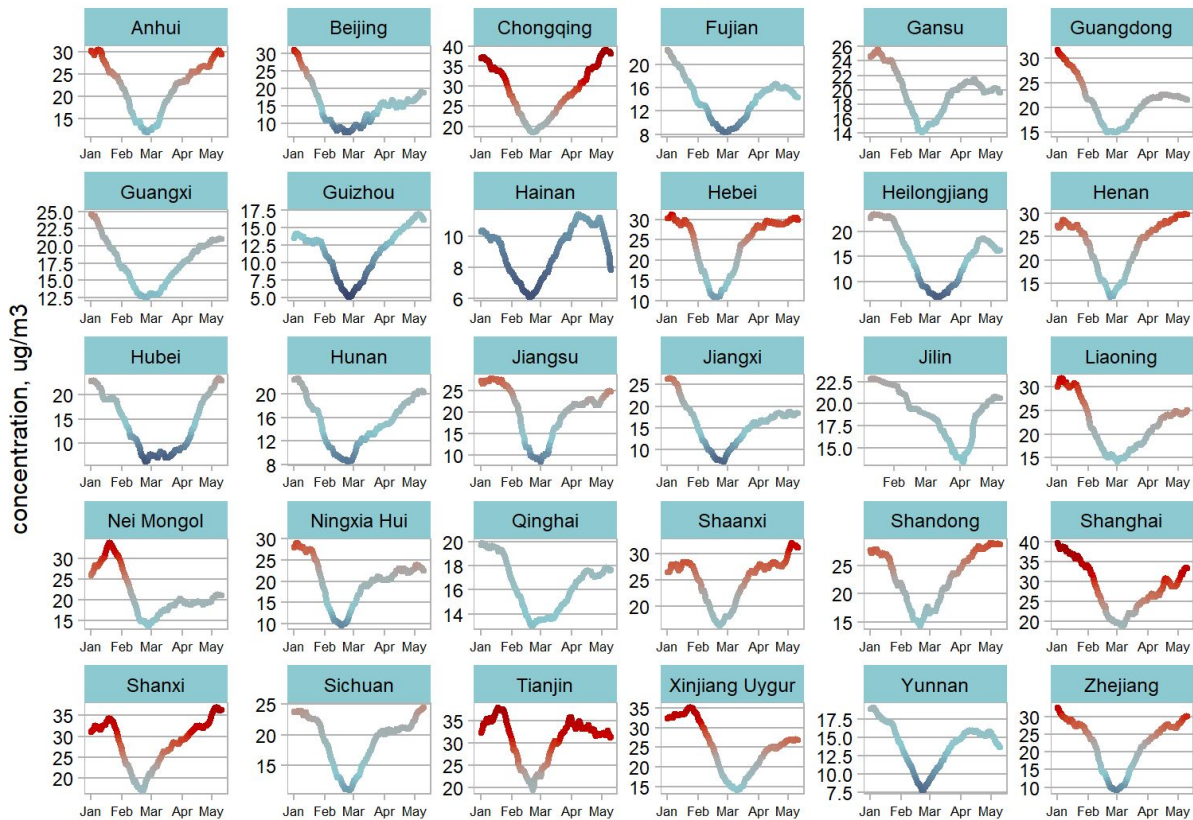 concentration, ug/m3
Anhui
30
25
20
15
Jan Feb Mar Apr May
Beijing
30
25
20
15
10
Jan Feb Mar Apr May
Chongqing
40
35
30
25
20
Jan Feb Mar Apr May
Fujian
20
16
12
8
Jan Feb Mar Apr May
Gansu
26
24
22
20
18
16
14
Jan Feb Mar Apr May
Guangdong
30
25
20
15
Jan Feb Mar Apr May
Guangxi
25.0
22.5
20.0
17.5
15.0
12.5
Jan Feb Mar Apr May
Guizhou
17.5
15.0
12.5
10.0
7.5
5.0
Jan Feb Mar Apr May
Hainan
10
8
6
Jan Feb Mar Apr May
Hebei
30
25
20
15
10
Jan Feb Mar Apr May
Heilongjiang
20
15
10
Jan Feb Mar Apr May
Henan
30
25
20
15
Jan Feb Mar Apr May
Hubei
20
15
10
Jan Feb Mar Apr May
Hunan
20
16
12
8
Jan Feb Mar Apr May
Jiangsu
25
20
15
10
Jan Feb Mar Apr May
Jiangxi
25
20
15
10
Jan Feb Mar Apr May
Jilin
22.5
20.0
17.5
15.0
Feb Mar Apr May
Liaoning
30
25
20
15
Jan Feb Mar Apr May
Nei Mongol
30
25
20
15
Jan Feb Mar Apr May
Ningxia Hui
30
25
20
15
10
Jan Feb Mar Apr May
Qinghai
20
18
16
14
Jan Feb Mar Apr May
Shaanxi
30
25
20
Jan Feb Mar Apr May
Shandong
25
20
15
Jan Feb Mar Apr May
Shanghai
40
35
30
25
20
Jan Feb Mar Apr May
Shanxi
35
30
25
20
Jan Feb Mar Apr May
Sichuan
25
20
15
Jan Feb Mar Apr May
Tianjin
35
30
25
20
Jan Feb Mar Apr May
Xinjiang Uygur
35
30
25
20
15
Jan Feb Mar Apr May
Yunnan
17.5
15.0
12.5
10.0
7.5
Jan Feb Mar Apr May
Zhejiang
30
25
20
15
10
Jan Feb Mar Apr May